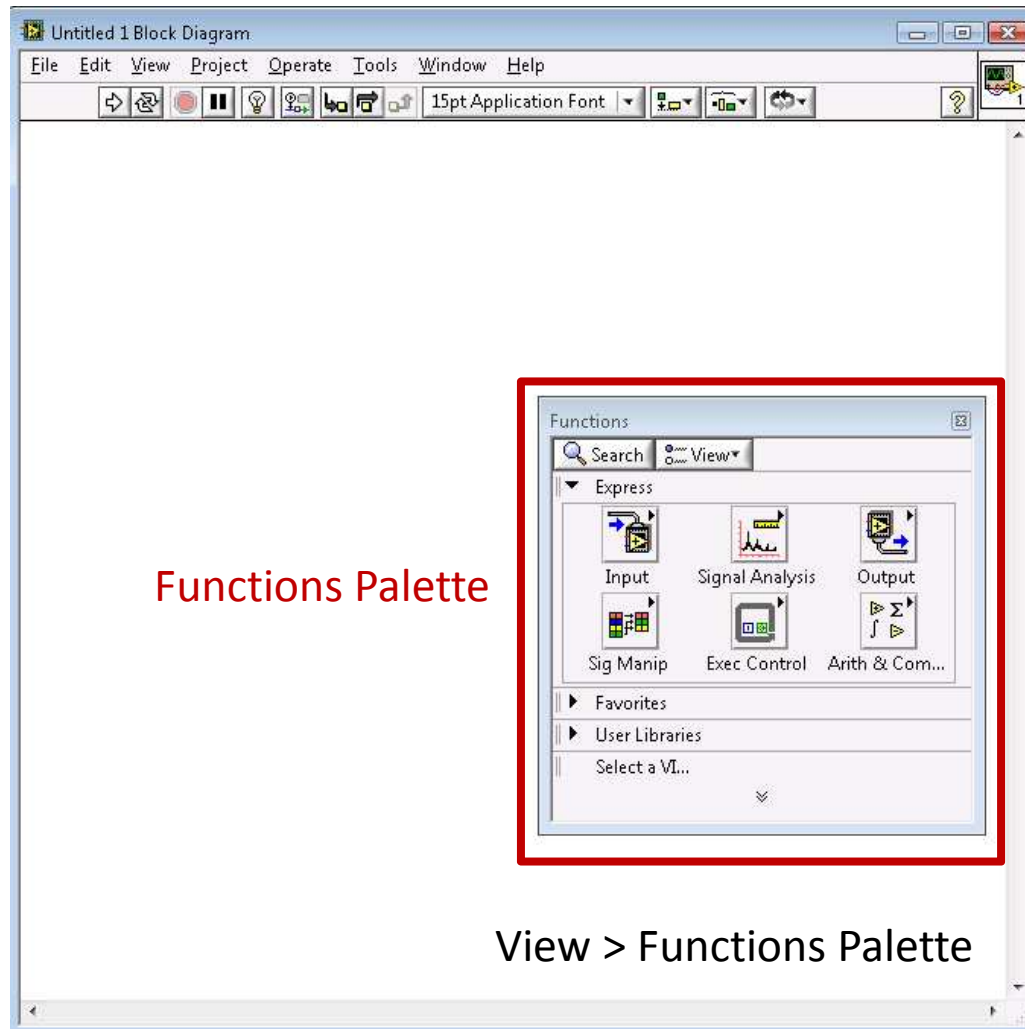 Untitled 1 Block Diagram
File Edit View Project Operate Tools Window Help
15pt Application Font
1
Functions
Search View
Express
Input Signal Analysis Output
Sig Manip Exec Control Arith & Com...
Functions Palette
Favorites
User Libraries
Select a VI...
View > Functions Palette